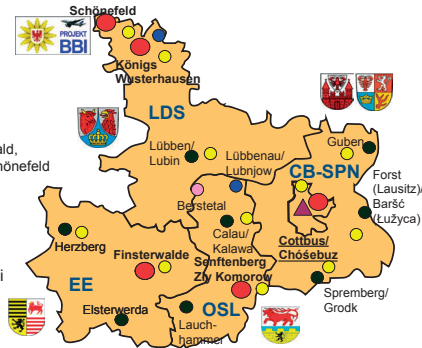 Schönefeld
PROJEKT
BBI
Königs
Wusterhausen
LDS
ald,
hönefeld
Lübben/
Lubin
Lübbenau/
Lubnjow
Guben
CB-SPN
Forst
(Lausitz)/
Baršć
(Łužyca)
Berstetal
Calau/
Kalawa
Cottbus/
Chóśebuz
Herzberg
Finsterwalde
Senftenberg
Zły Komorow
i
EE
Spremberg/
Grodk
Elsterwerda
OSL
Lauch-
hammer